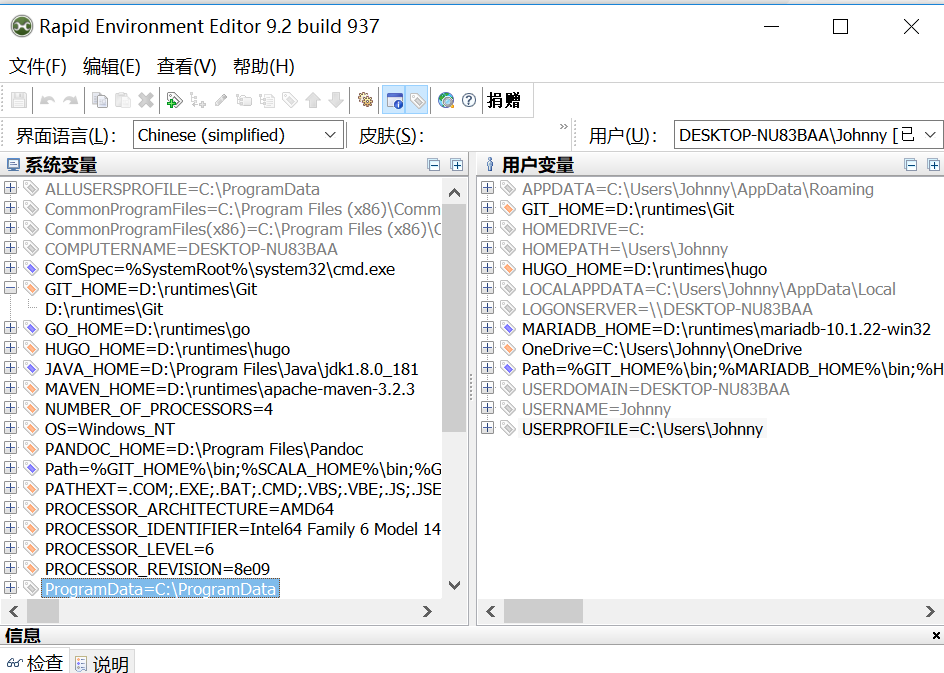 Rapid Environment Editor 9.2 build 937
文件(F) 编辑(E) 查看(V) 帮助(H)
捐赠
界面语言(L): Chinese (simplified) 皮肤(S): » 用户(U): DESKTOP-NU83BAA\Johnny [已
系统变量
ALLUSERSPROFILE=C:\ProgramData
CommonProgramFiles=C:\Program Files (x86)\Comm
CommonProgramFiles(x86)=C:\Program Files (x86)\C
COMPUTERNAME=DESKTOP-NU83BAA
ComSpec=%SystemRoot%\system32\cmd.exe
GIT_HOME=D:\runtimes\Git
D:\runtimes\Git
GO_HOME=D:\runtimes\go
HUGO_HOME=D:\runtimes\hugo
JAVA_HOME=D:\Program Files\Java\jdk1.8.0_181
MAVEN_HOME=D:\runtimes\apache-maven-3.2.3
NUMBER_OF_PROCESSORS=4
OS=Windows_NT
PANDOC_HOME=D:\Program Files\Pandoc
Path=%GIT_HOME%\bin;%SCALA_HOME%\bin;%G
PATHEXT=.COM;.EXE;.BAT;.CMD;.VBS;.VBE;.JS;.JSE
PROCESSOR_ARCHITECTURE=AMD64
PROCESSOR_IDENTIFIER=Intel64 Family 6 Model 14
PROCESSOR_LEVEL=6
PROCESSOR_REVISION=8e09
ProgramData=C:\ProgramData
用户变量
APPDATA=C:\Users\Johnny\AppData\Roaming
GIT_HOME=D:\runtimes\Git
HOMEDRIVE=C:
HOMEPATH=\Users\Johnny
HUGO_HOME=D:\runtimes\hugo
LOCALAPPDATA=C:\Users\Johnny\AppData\Local
LOGONSERVER=\\DESKTOP-NU83BAA
MARIADB_HOME=D:\runtimes\mariadb-10.1.22-win32
OneDrive=C:\Users\Johnny\OneDrive
Path=%GIT_HOME%\bin;%MARIADB_HOME%\bin;%H
USERDOMAIN=DESKTOP-NU83BAA
USERNAME=Johnny
USERPROFILE=C:\Users\Johnny
信息
检查 说明